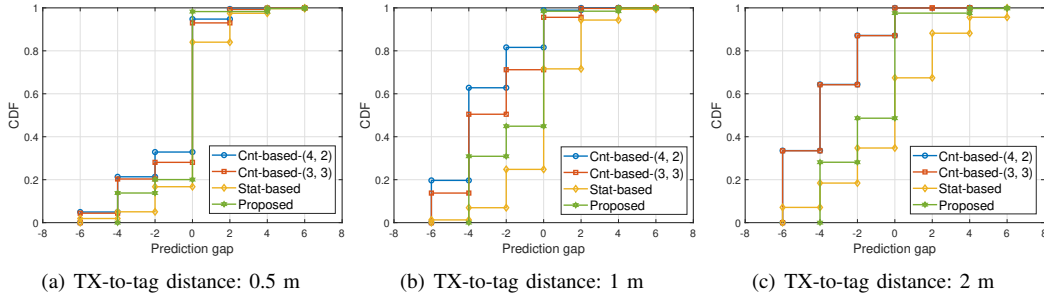 1
0.8
0.6
0.4
0.2
0
CDF
-8 -6 -4 -2 0 2 4 6 8
Prediction gap
Cnt-based-(4, 2)
Cnt-based-(3, 3)
Stat-based
Proposed
(a) TX-to-tag distance: 0.5 m
1
0.8
0.6
0.4
0.2
0
CDF
-8 -6 -4 -2 0 2 4 6 8
Prediction gap
Cnt-based-(4, 2)
Cnt-based-(3, 3)
Stat-based
Proposed
(b) TX-to-tag distance: 1 m
1
0.8
0.6
0.4
0.2
0
CDF
-8 -6 -4 -2 0 2 4 6 8
Prediction gap
Cnt-based-(4, 2)
Cnt-based-(3, 3)
Stat-based
Proposed
(c) TX-to-tag distance: 2 m